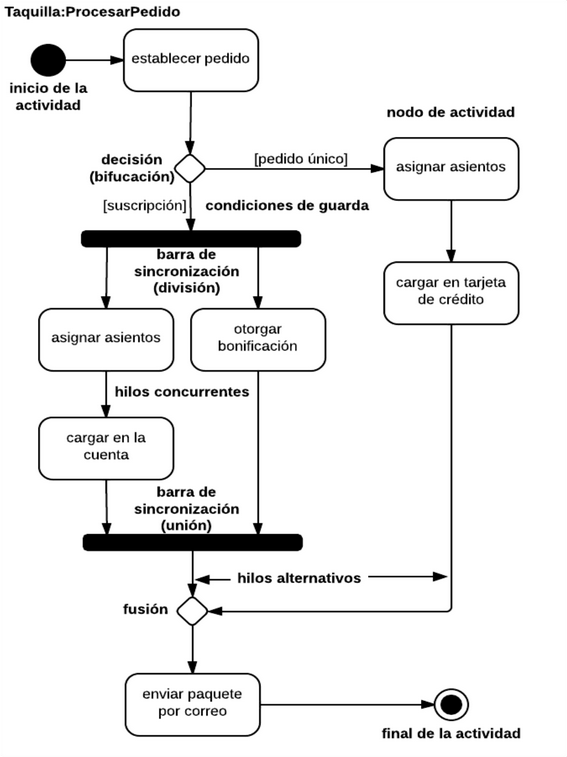 Taquilla:ProcesarPedido
establecer pedido
inicio de la
actividad
nodo de actividad
decisión
(bifucación)
[pedido único]
asignar asientos
[suscripción]
condiciones de guarda
barra de
sincronización
(división)
cargar en tarjeta
de crédito
asignar asientos
otorgar
bonificación
hilos concurrentes
cargar en la
cuenta
barra de
sincronización
(unión)
hilos alternativos
fusión
enviar paquete
por correo
final de la actividad